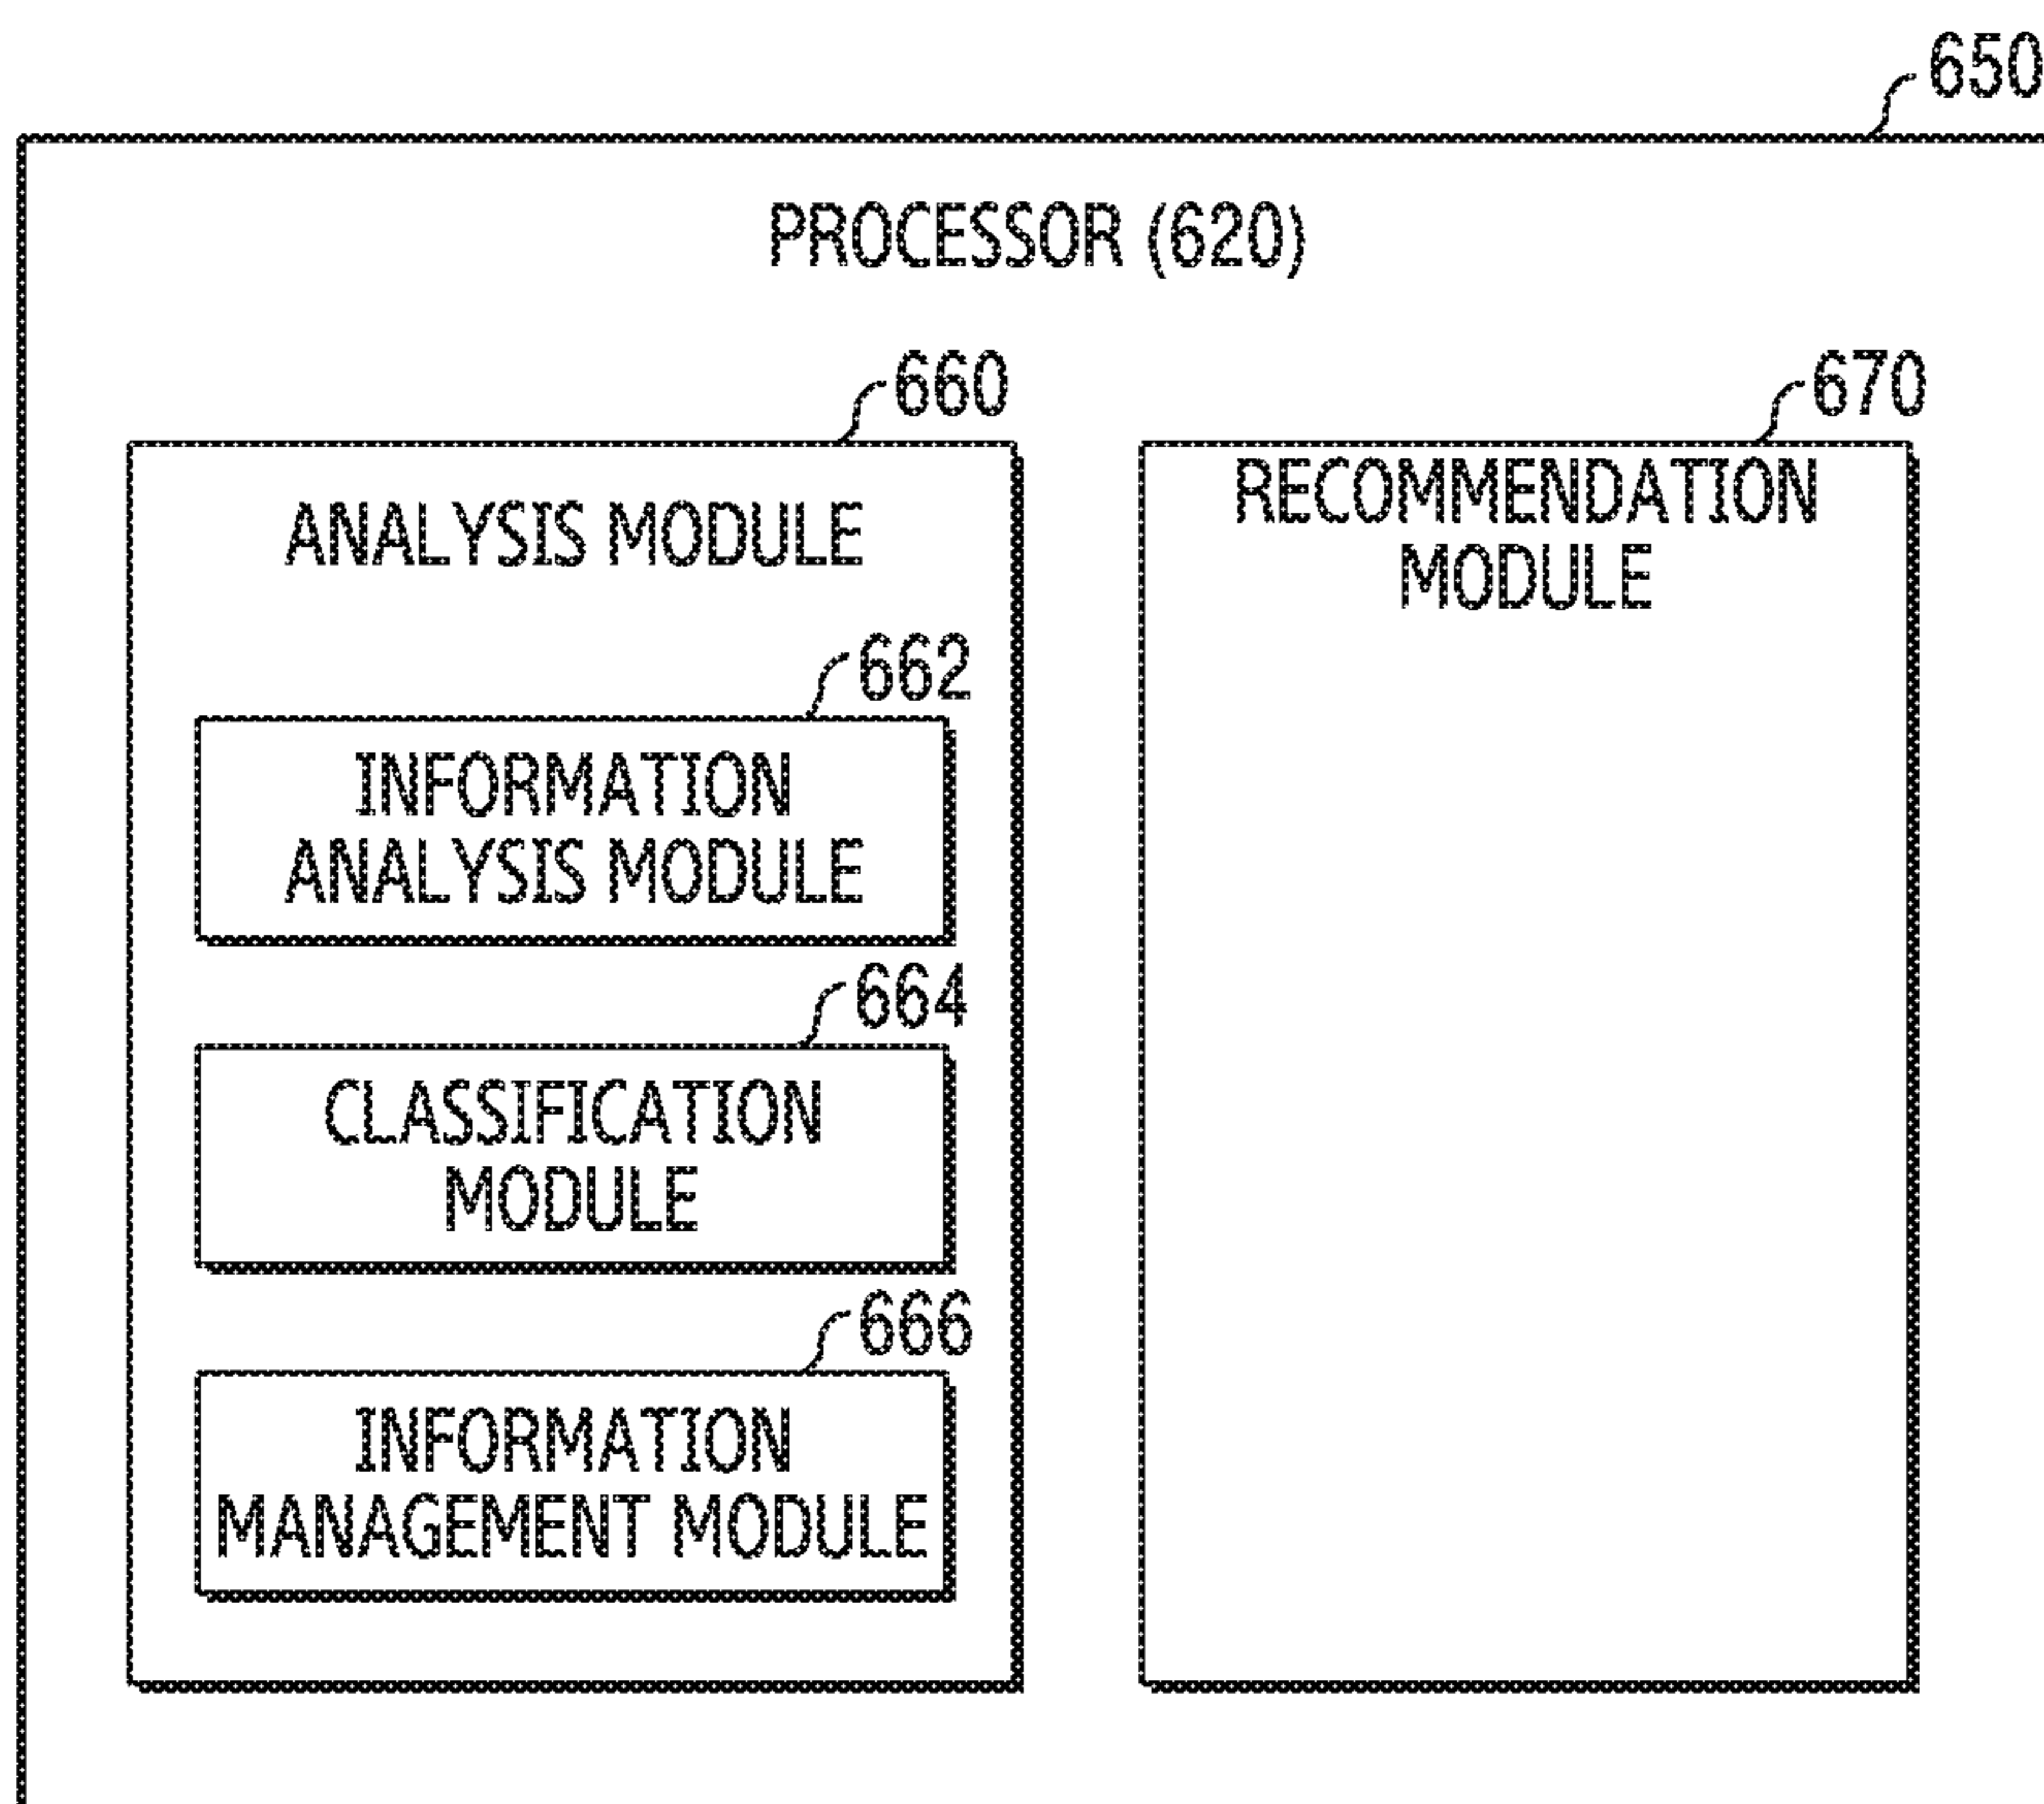 650
PROCESSOR (620)
660
670
ANALYSIS MODULE
RECOMMENDATION
MODULE
662
INFORMATION
ANALYSIS MODULE
664
CLASSIFICATION
MODULE
666
INFORMATION
MANAGEMENT MODULE